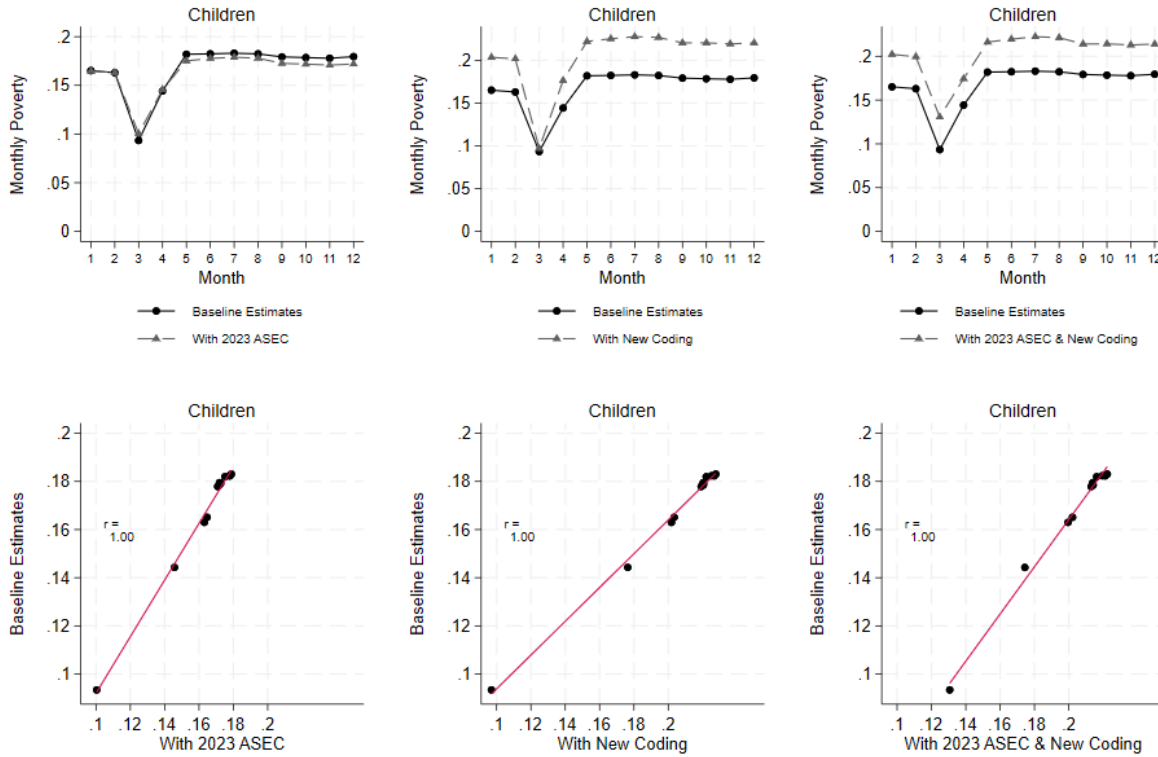 Children
.2
.15
.1
.05
0
Monthly Poverty
1 2 3 4 5 6 7 8 9 10 11 12
Month
Baseline Estimates
With 2023 ASEC
Children
.2
.15
.1
.05
0
Monthly Poverty
1 2 3 4 5 6 7 8 9 10 11 12
Month
Baseline Estimates
With New Coding
Children
.2
.15
.1
.05
0
Monthly Poverty
1 2 3 4 5 6 7 8 9 10 11 12
Month
Baseline Estimates
With 2023 ASEC & New Coding
Children
.2
.18
.16
.14
.12
.1
Baseline Estimates
r =
1.00
.1 .12 .14 .16 .18 .2
With 2023 ASEC
Children
.2
.18
.16
.14
.12
.1
Baseline Estimates
r =
1.00
.1 .12 .14 .16 .18 .2
With New Coding
Children
.2
.18
.16
.14
.12
.1
Baseline Estimates
r =
1.00
.1 .12 .14 .16 .18 .2
With 2023 ASEC & New Coding